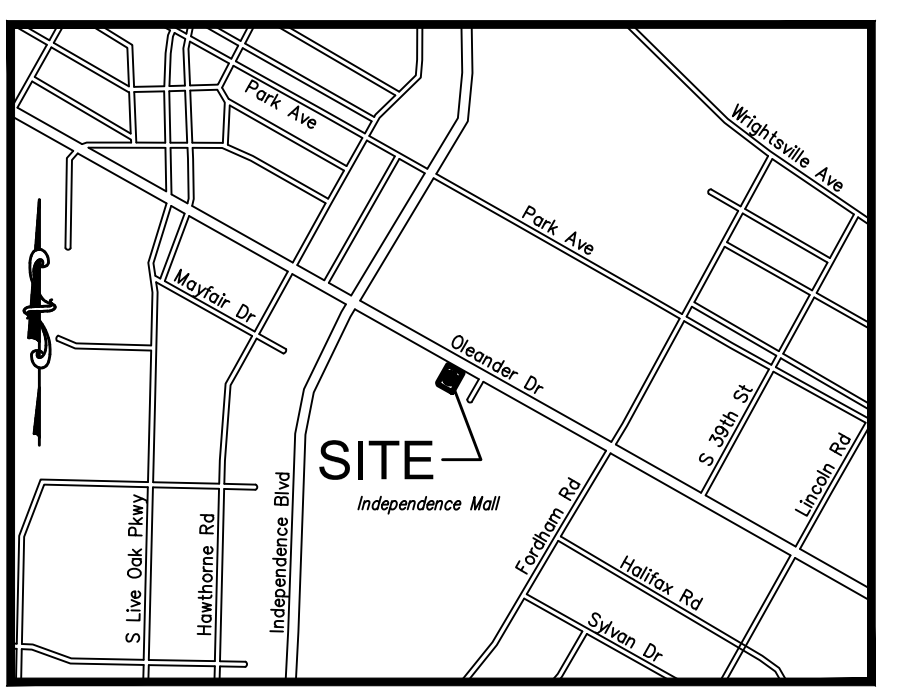 Park Ave
Wrightsville Ave
Park Ave
Mayfair Dr
Oleander Dr
S 39th St
Lincoln Rd
SITE
Independence Mall
S Live Oak Pkwy
Hawthorne Rd
Independence Blvd
Fordham Rd
Halifax Rd
Sylvan Dr